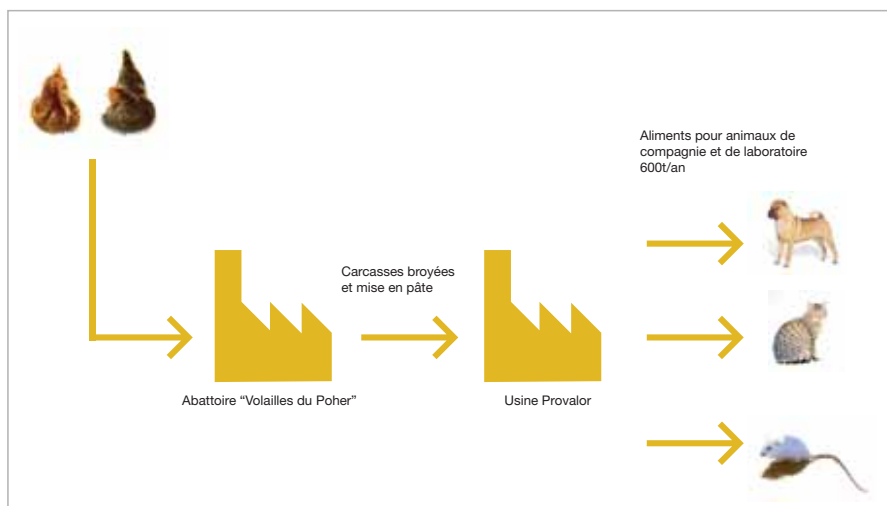 Aliments pour animaux de
compagnie et de laboratoire
600t/an
Carcasses broyées
et mise en pâte
Abattoire “Volailles du Poher”
Usine Provalor